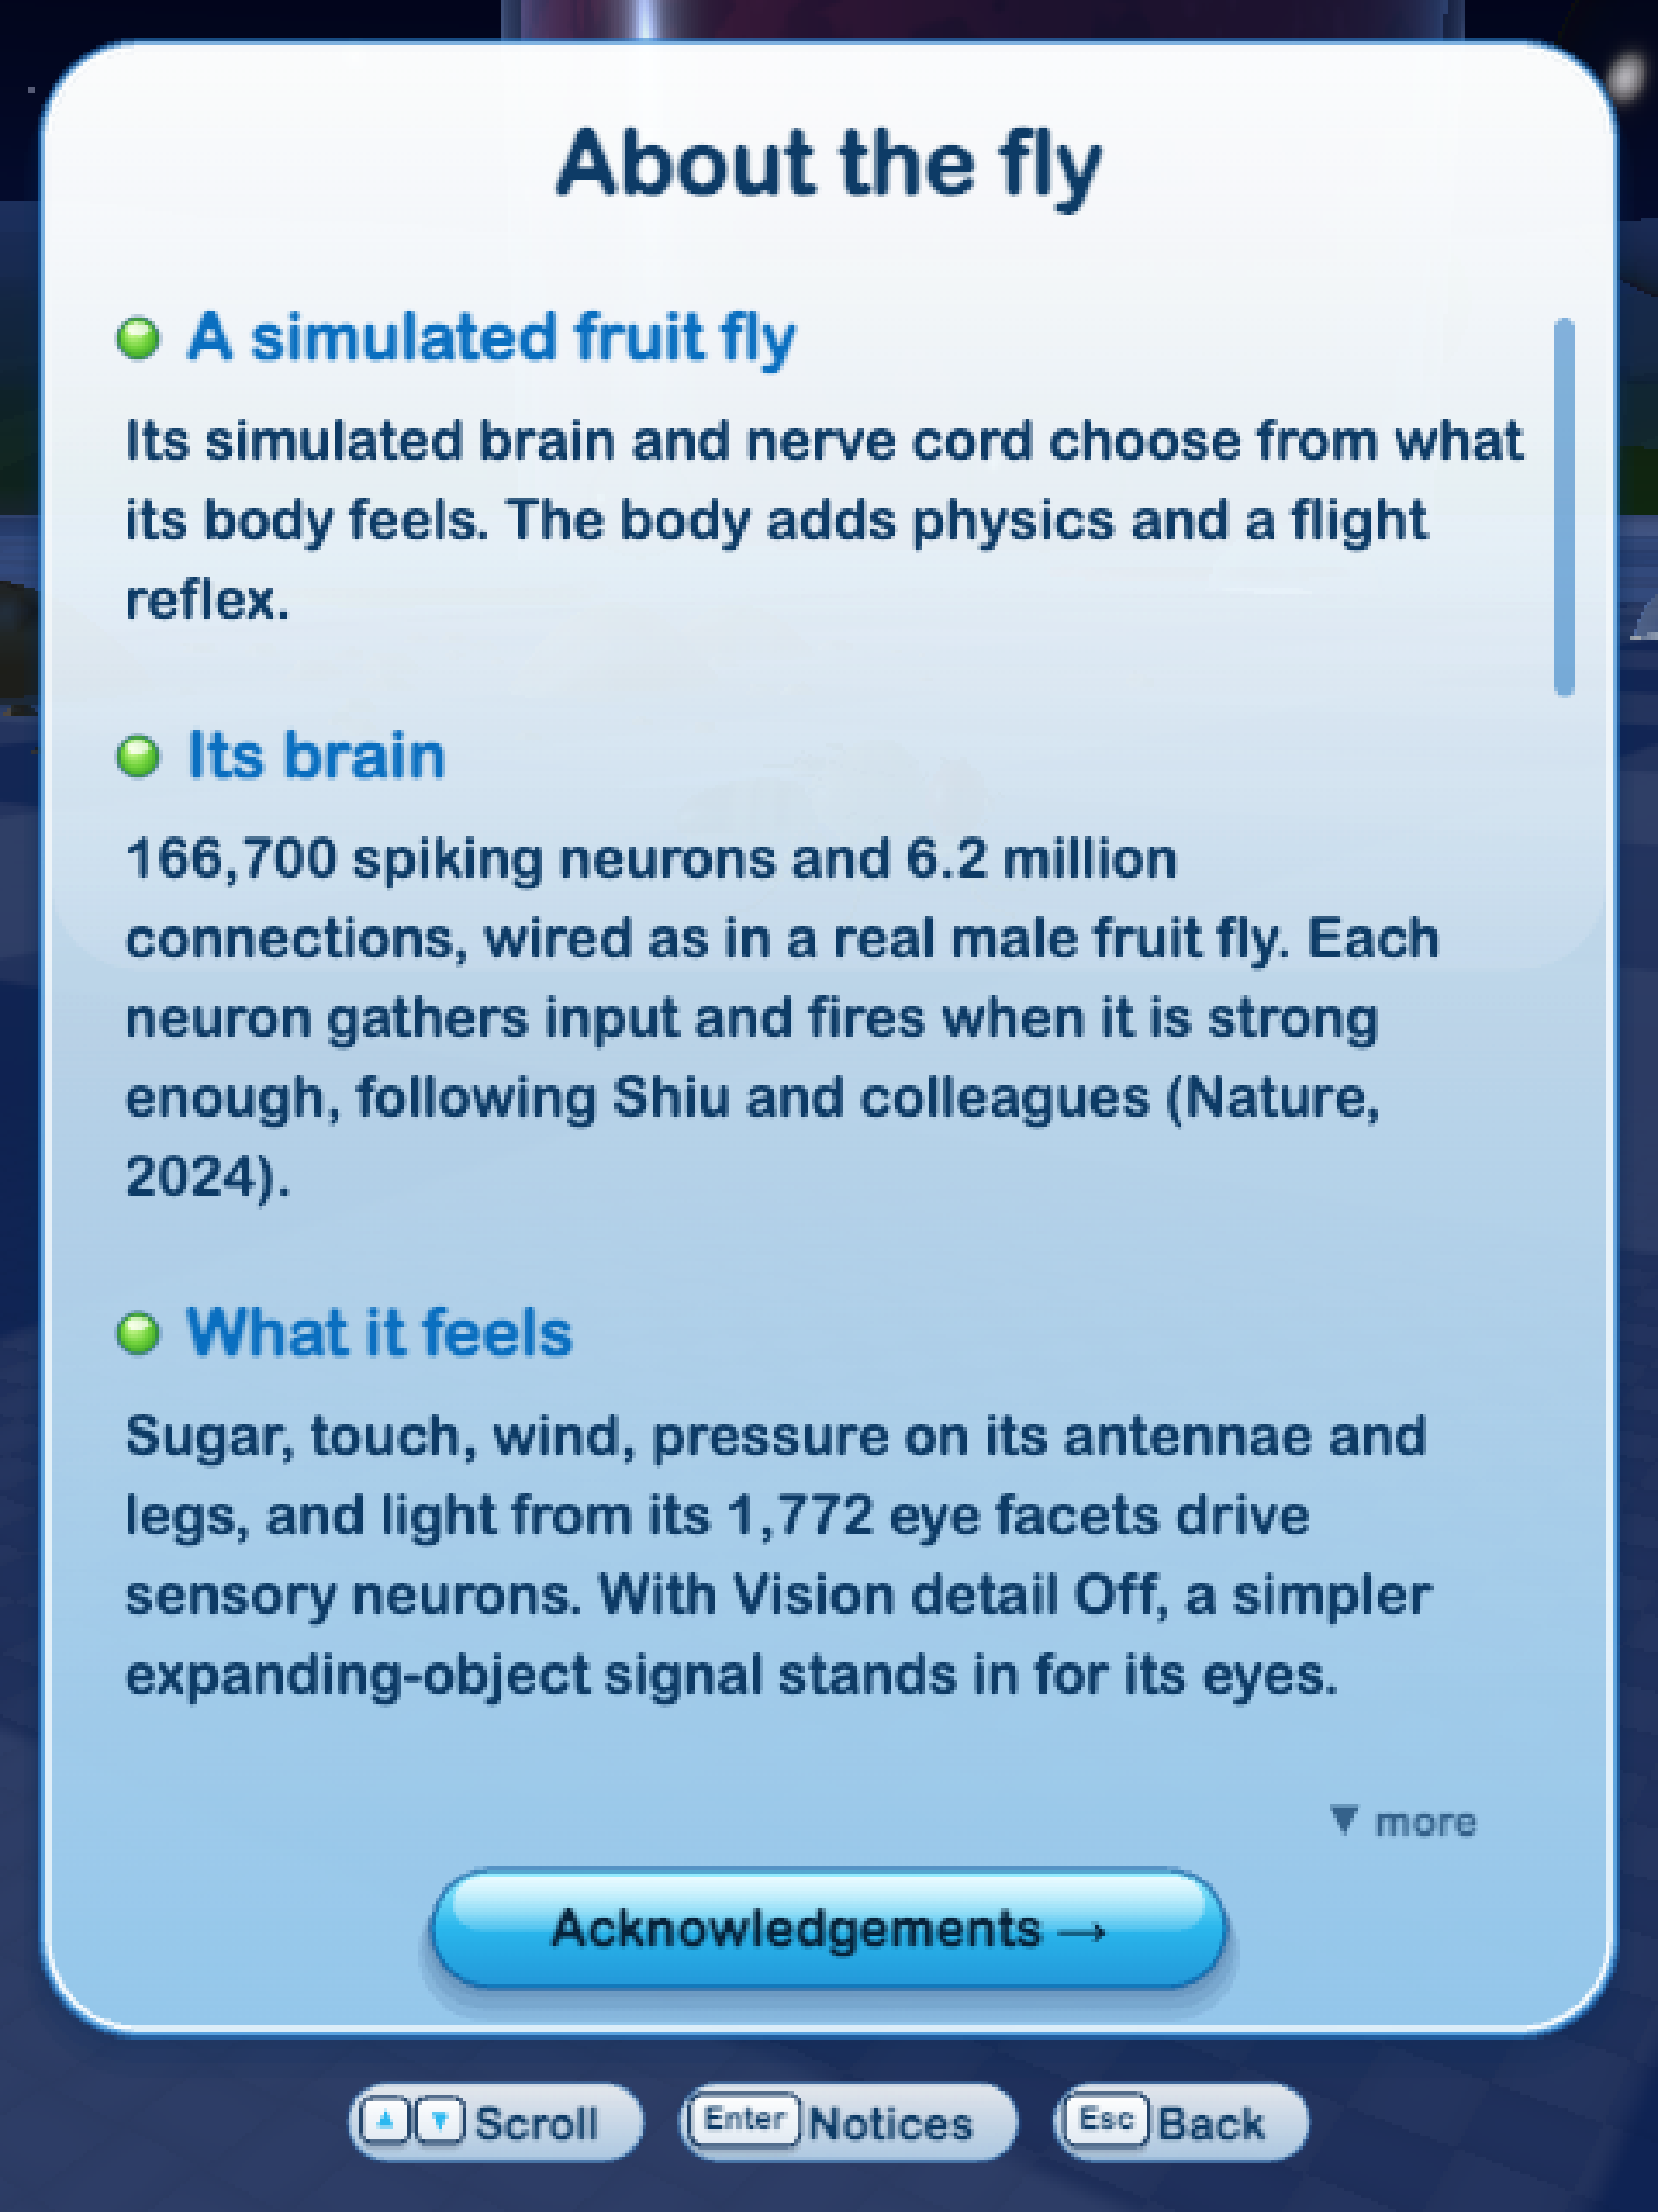 About the fly
A simulated fruit fly
Its simulated brain and nerve cord choose from what
its body feels. The body adds physics and a flight
reflex.
Its brain
166,700 spiking neurons and 6.2 million
connections, wired as in a real male fruit fly. Each
neuron gathers input and fires when it is strong
enough, following Shiu and colleagues (Nature,
2024).
What it feels
Sugar, touch, wind, pressure on its antennae and
legs, and light from its 1,772 eye facets drive
sensory neurons. With Vision detail Off, a simpler
expanding-object signal stands in for its eyes.
▼ more
Acknowledgements →
▲ ▼ Scroll Enter Notices Esc Back